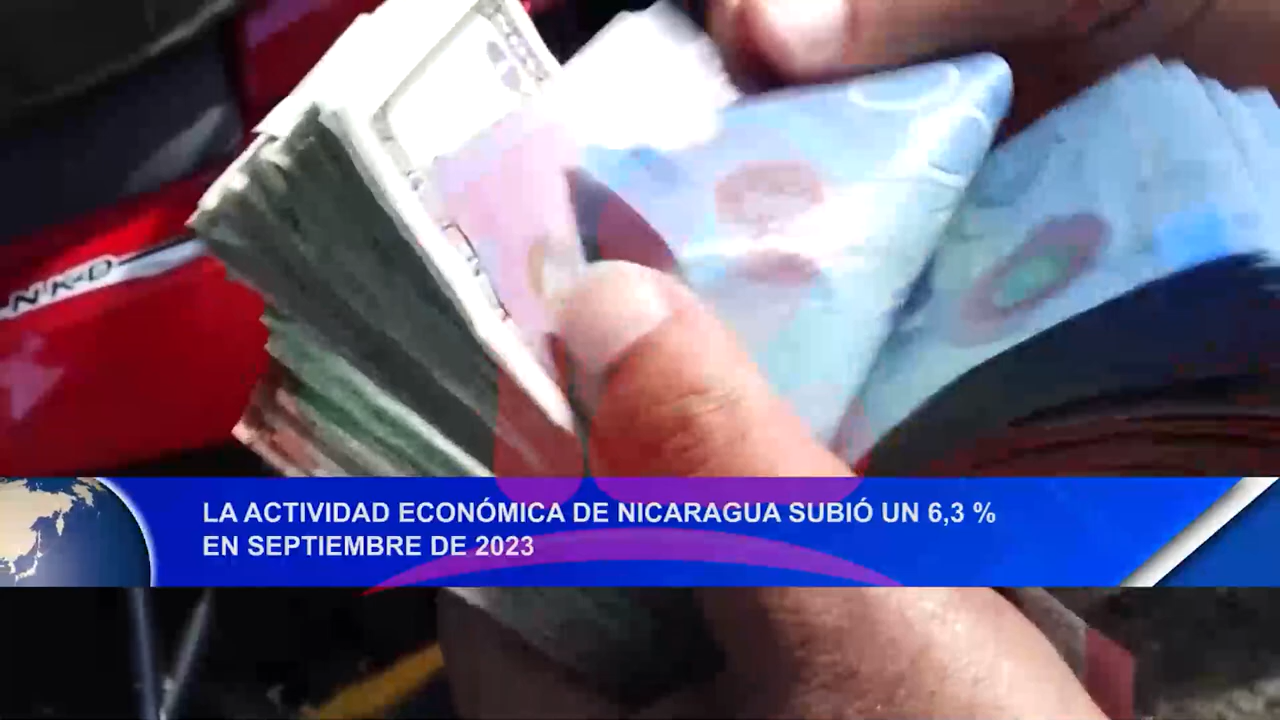 LA ACTIVIDAD ECONÓMICA DE NICARAGUA SUBIÓ UN 6,3 %
EN SEPTIEMBRE DE 2023